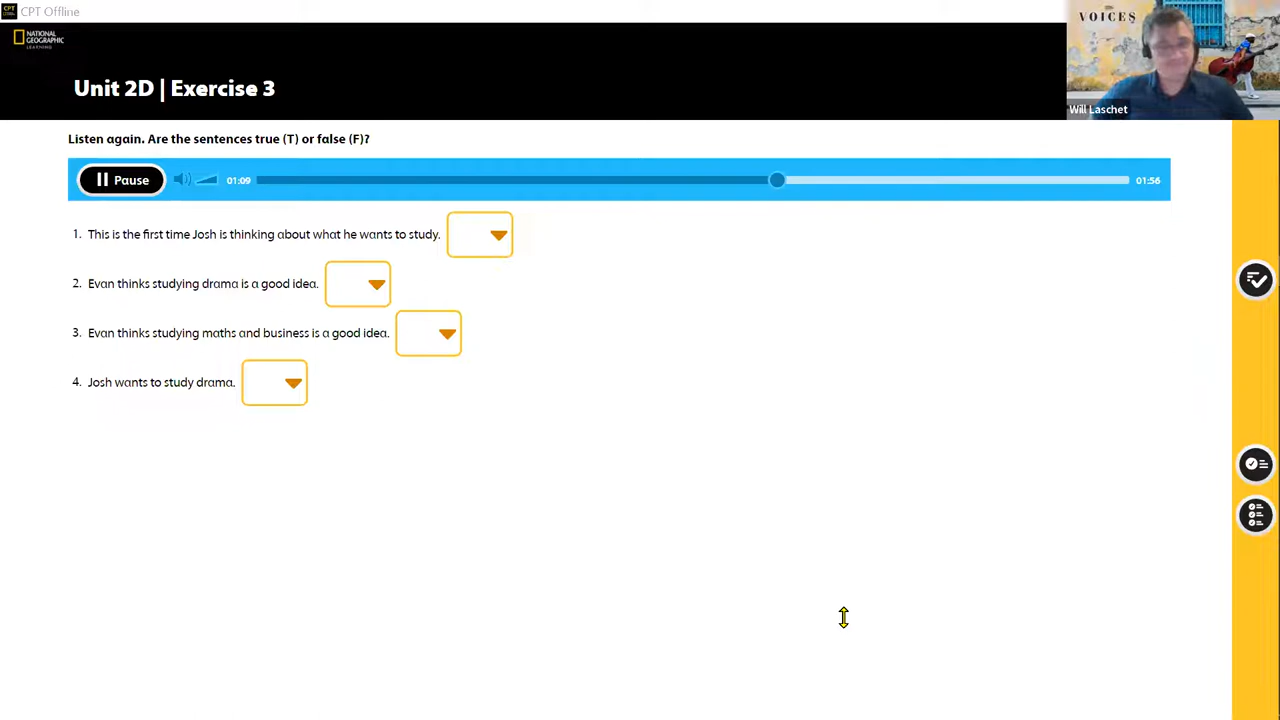 CPT Offline
NATIONAL
GEOGRAPHIC
LEARNING
VOICES
Will Laschet
Unit 2D | Exercise 3
Listen again. Are the sentences true (T) or false (F)?
Pause 01:09 01:56
1. This is the first time Josh is thinking about what he wants to study.
2. Evan thinks studying drama is a good idea.
3. Evan thinks studying maths and business is a good idea.
4. Josh wants to study drama.